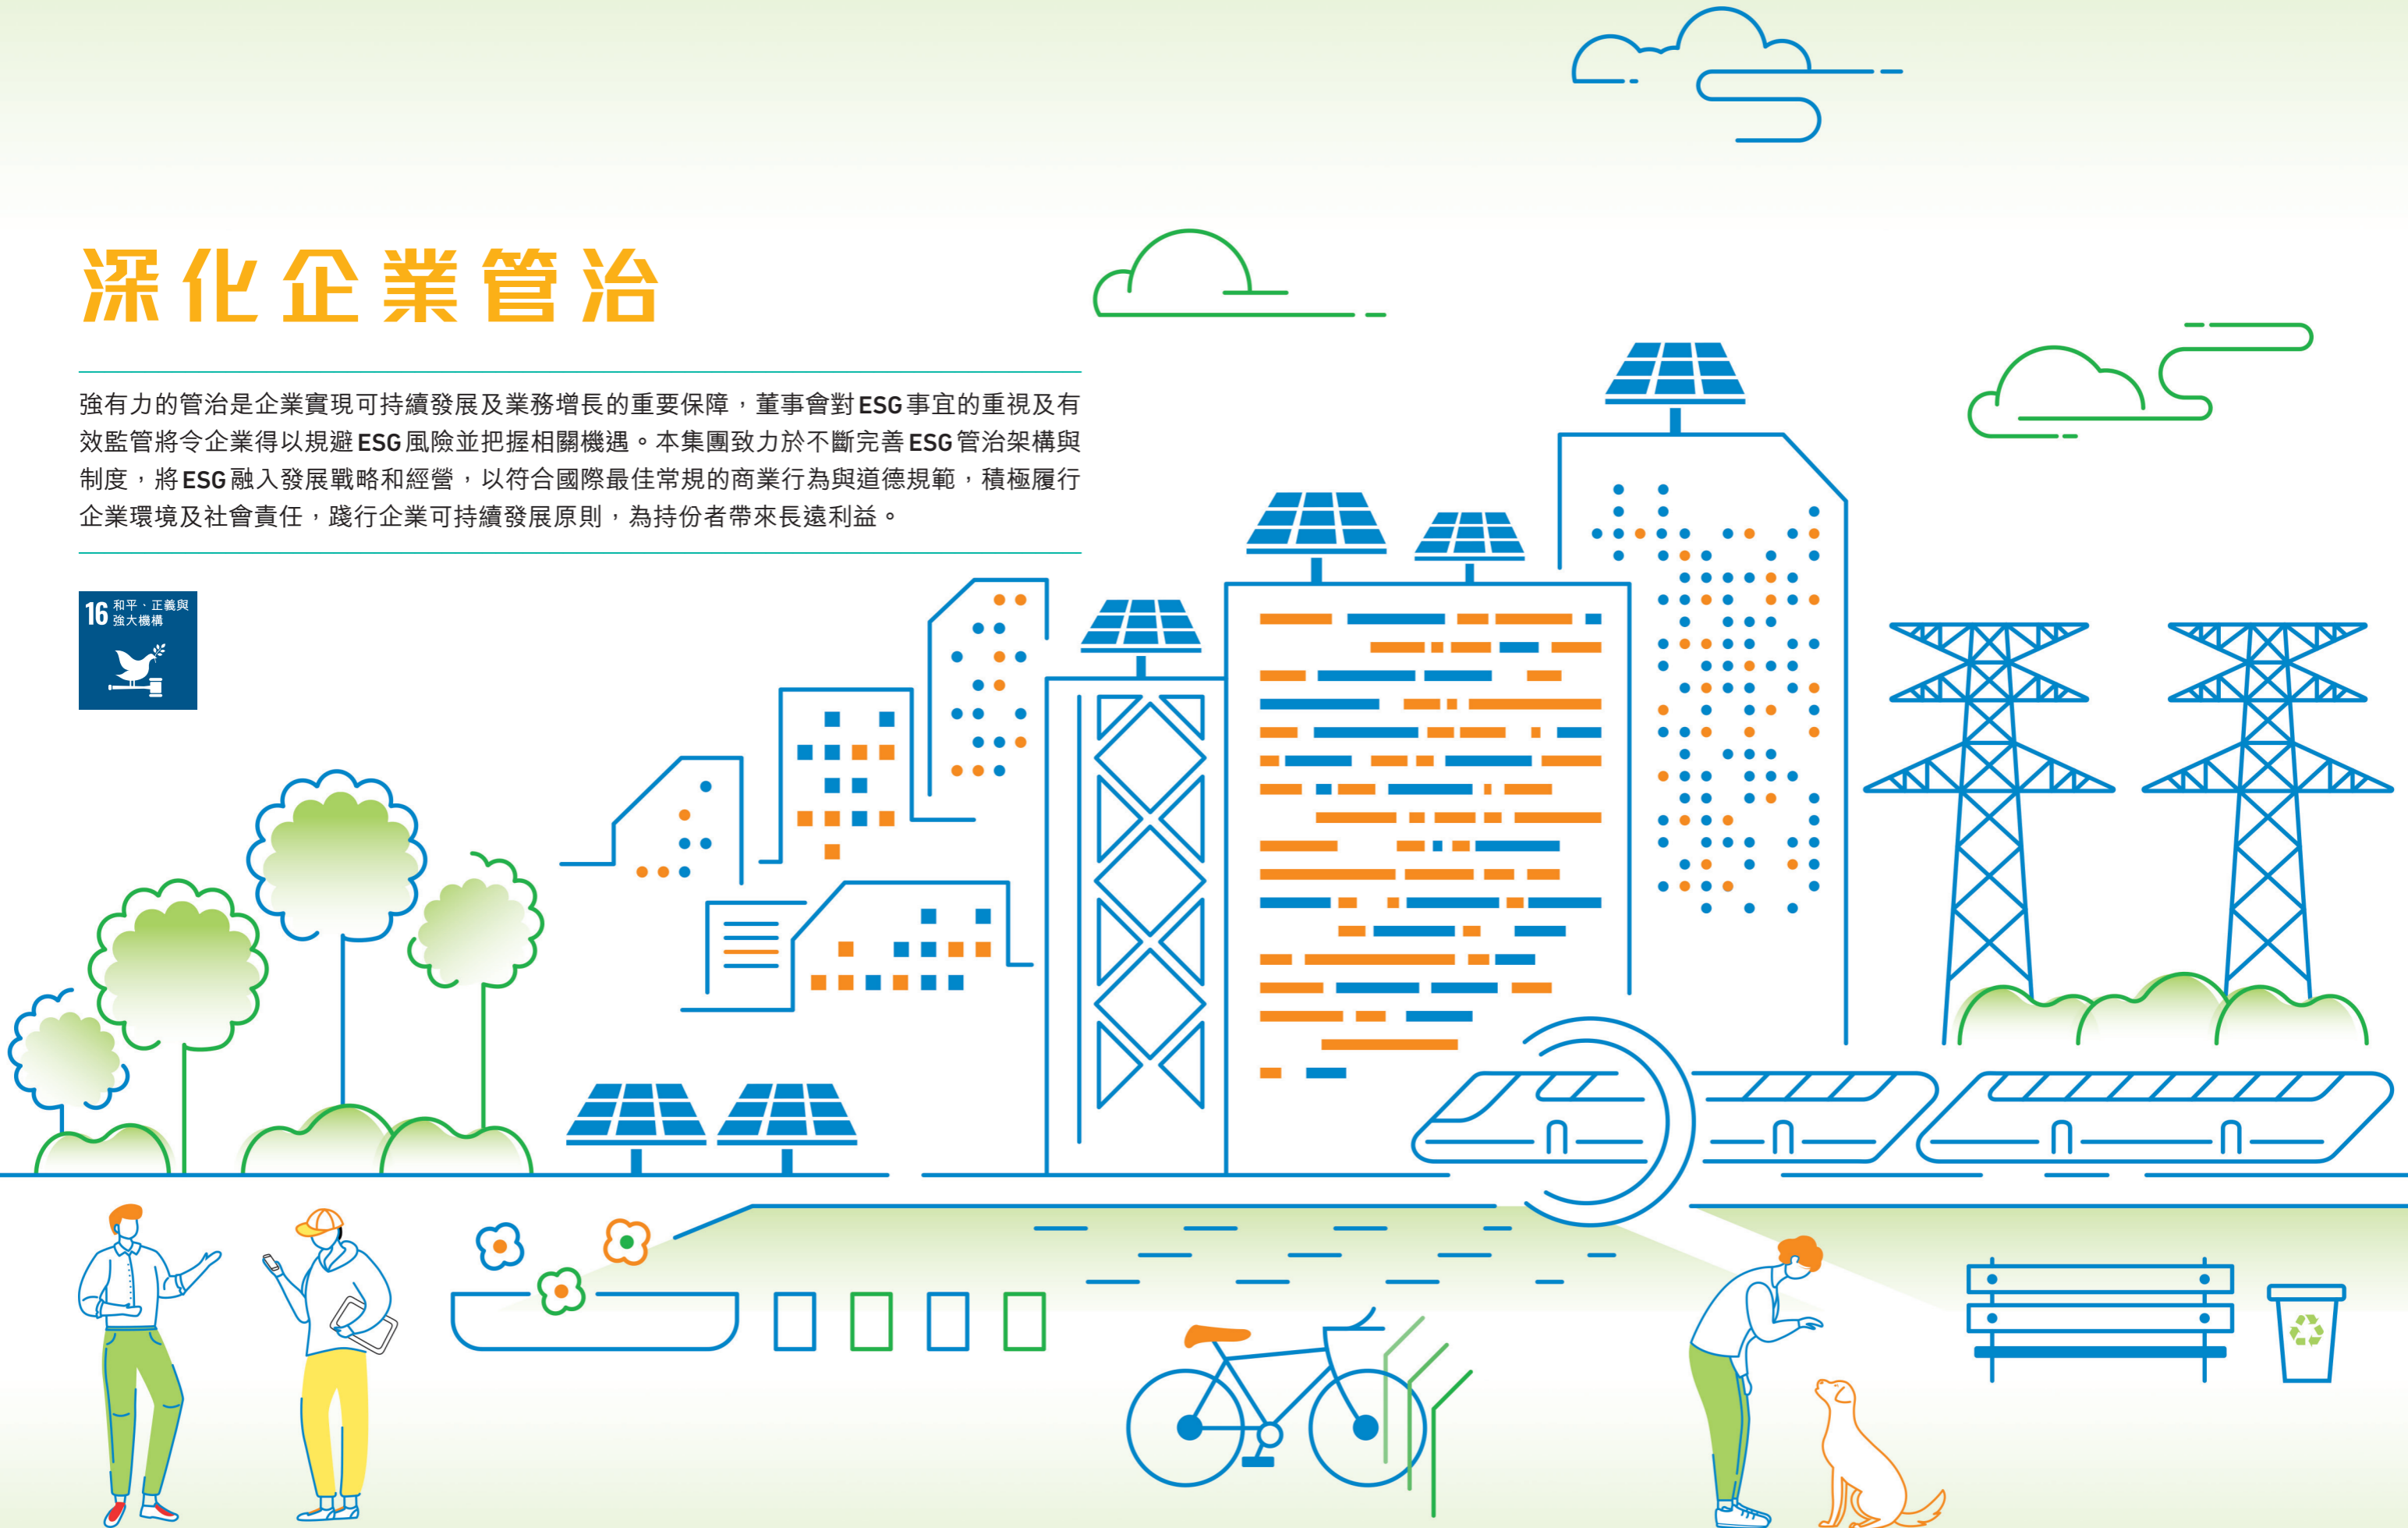 深化企業管治
強有力的管治是企業實現可持續發展及業務增長的重要保障，董事會對ESG事宜的重視及有
效監管將令企業得以規避ESG風險並把握相關機遇。本集團致力於不斷完善ESG管治架構與
制度，將ESG融入發展戰略和經營，以符合國際最佳常規的商業行為與道德規範，積極履行
企業環境及社會責任，踐行企業可持續發展原則，為持份者帶來長遠利益。
16 和平、正義與
強大機構